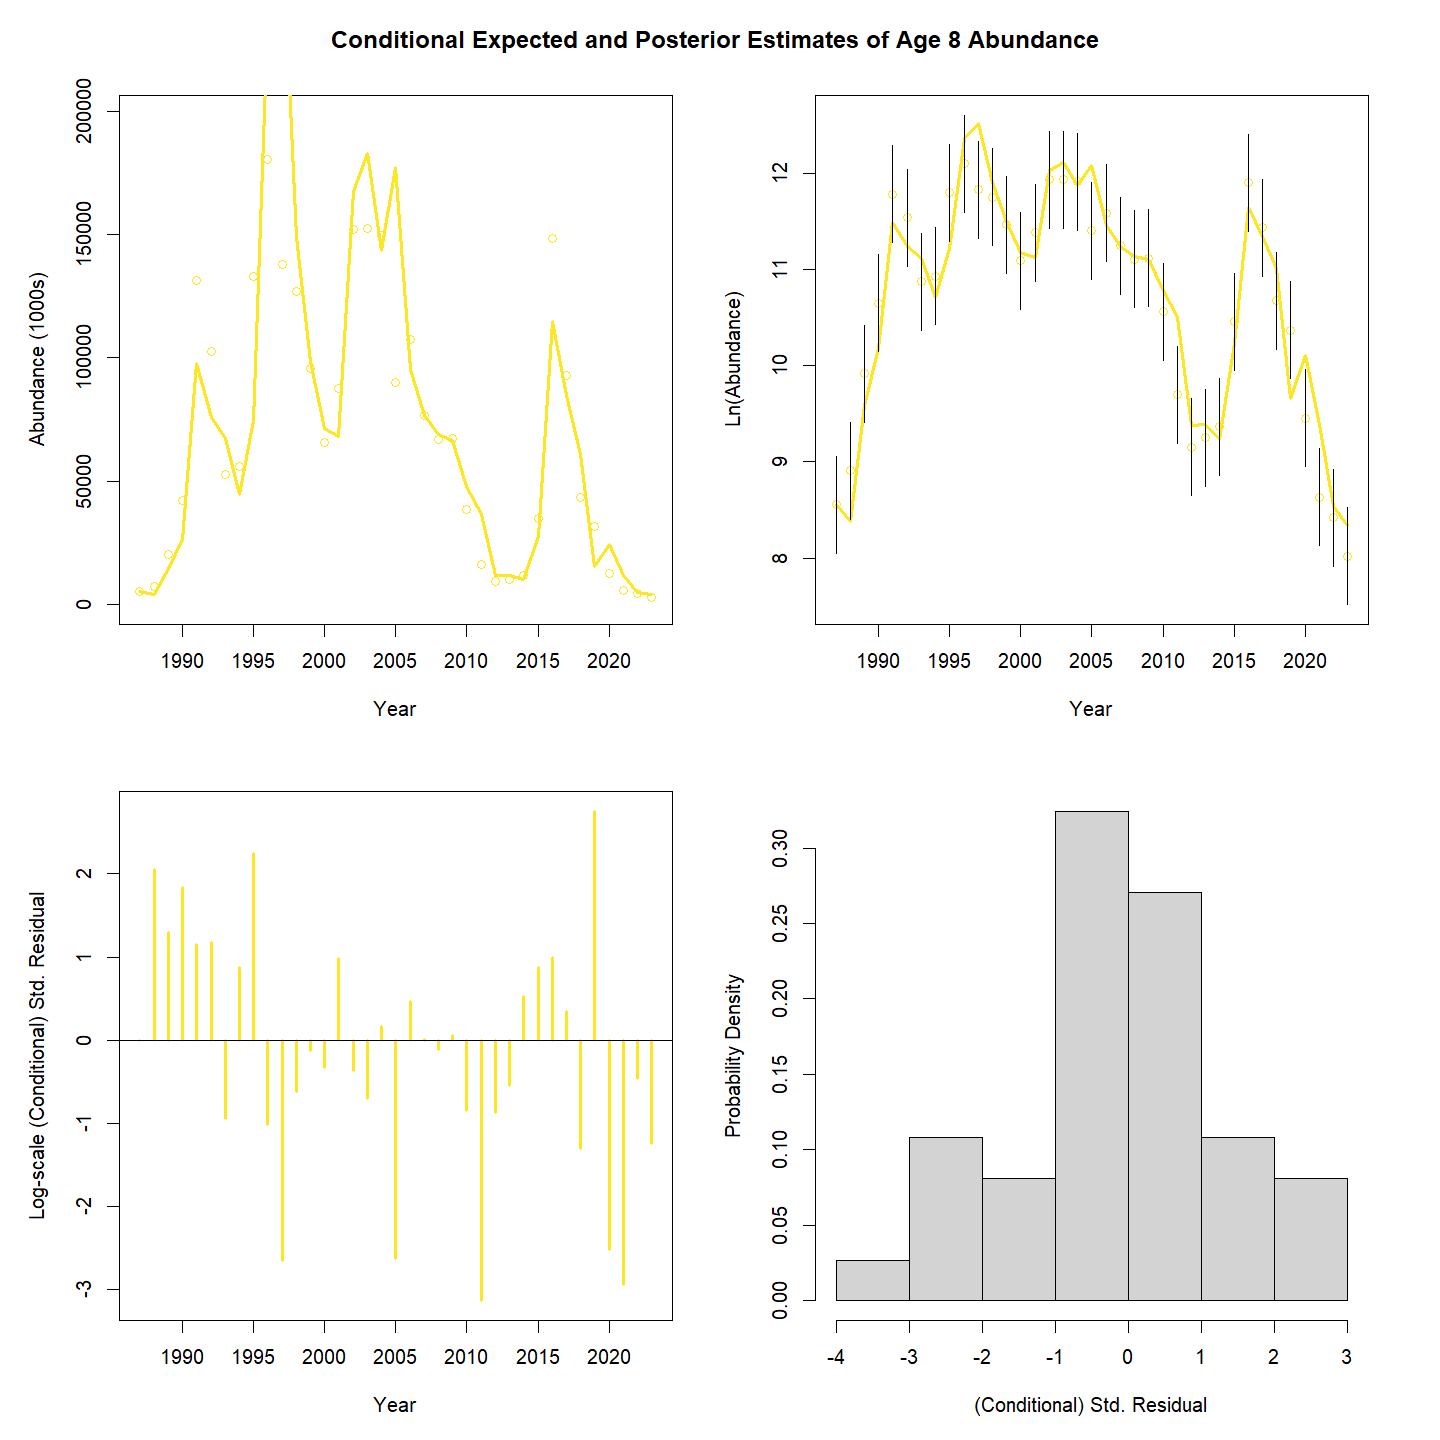 Conditional Expected and Posterior Estimates of Age 8 Abundance
Abundance (1000s)
0
50000
100000
150000
200000
1990 1995 2000 2005 2010 2015 2020
Year
Ln(Abundance)
8
9
10
11
12
1990 1995 2000 2005 2010 2015 2020
Year
Log-scale (Conditional) Std. Residual
-3
-2
-1
0
1
2
1990 1995 2000 2005 2010 2015 2020
Year
Probability Density
0.00
0.05
0.10
0.15
0.20
0.25
0.30
-4 -3 -2 -1 0 1 2 3
(Conditional) Std. Residual